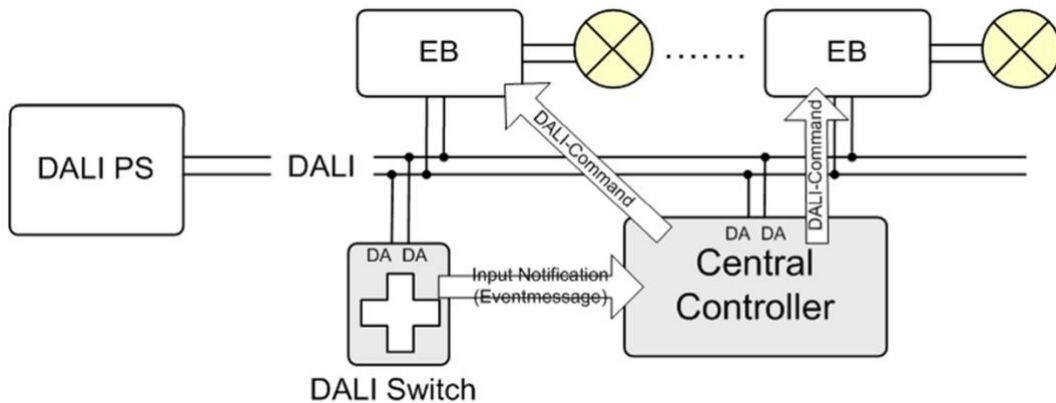 EB
EB
DALI-Command
DALI-Command
DALI PS
DALI
DA DA
DA DA
Input Notification
(Eventmessage)
Central
Controller
DALI Switch